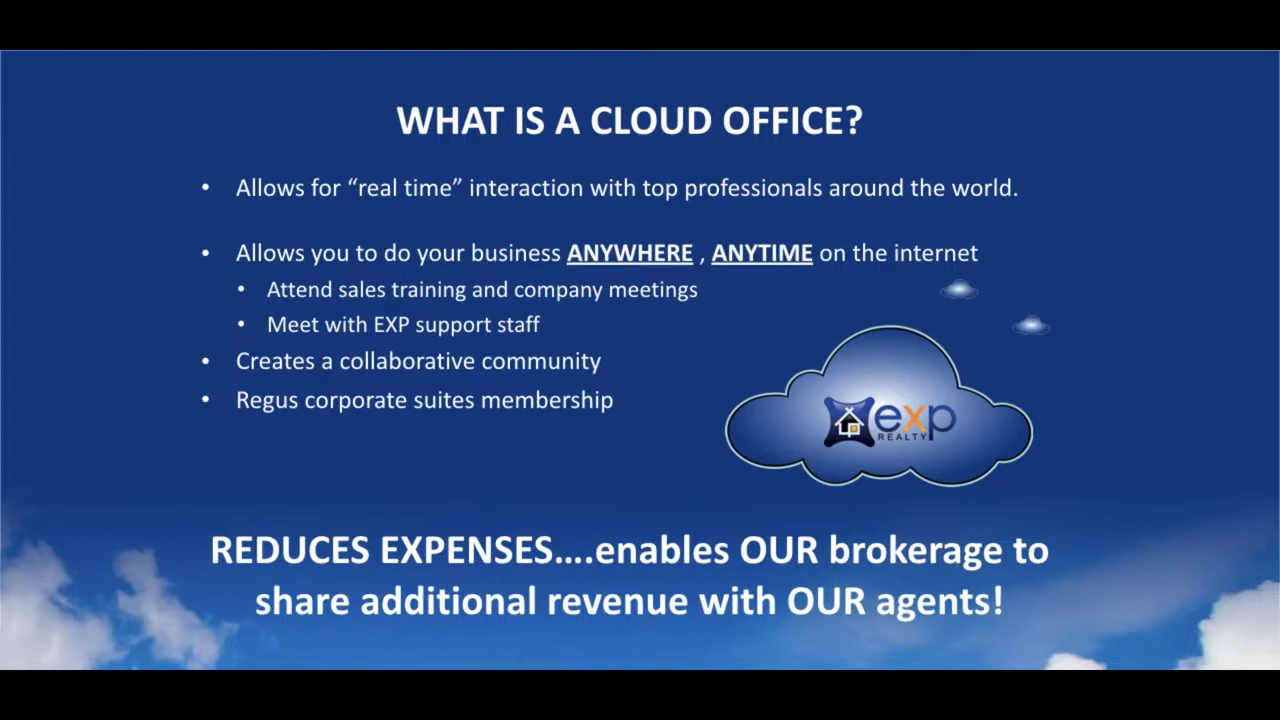 WHAT IS A CLOUD OFFICE?
• Allows for “real time” interaction with top professionals around the world.
• Allows you to do your business ANYWHERE , ANYTIME on the internet
• Attend sales training and company meetings
• Meet with EXP support staff
• Creates a collaborative community
• Regus corporate suites membership
exp
REALTY
REDUCES EXPENSES....enables OUR brokerage to
share additional revenue with OUR agents!